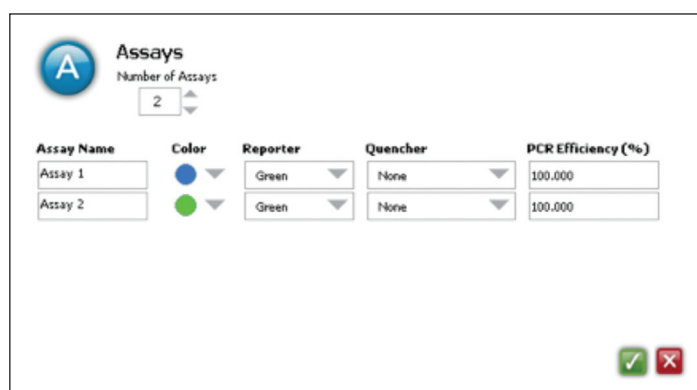 A
Assays
Number of Assays
2
Assay Name Color Reporter Quencher PCR Efficiency (%)
Assay 1 Green None 100.000
Assay 2 Green None 100.000